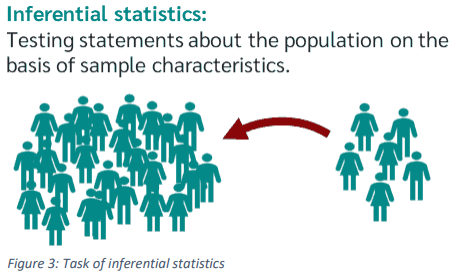 Inferential statistics:
Testing statements about the population on the
basis of sample characteristics.
Figure 3: Task of inferential statistics